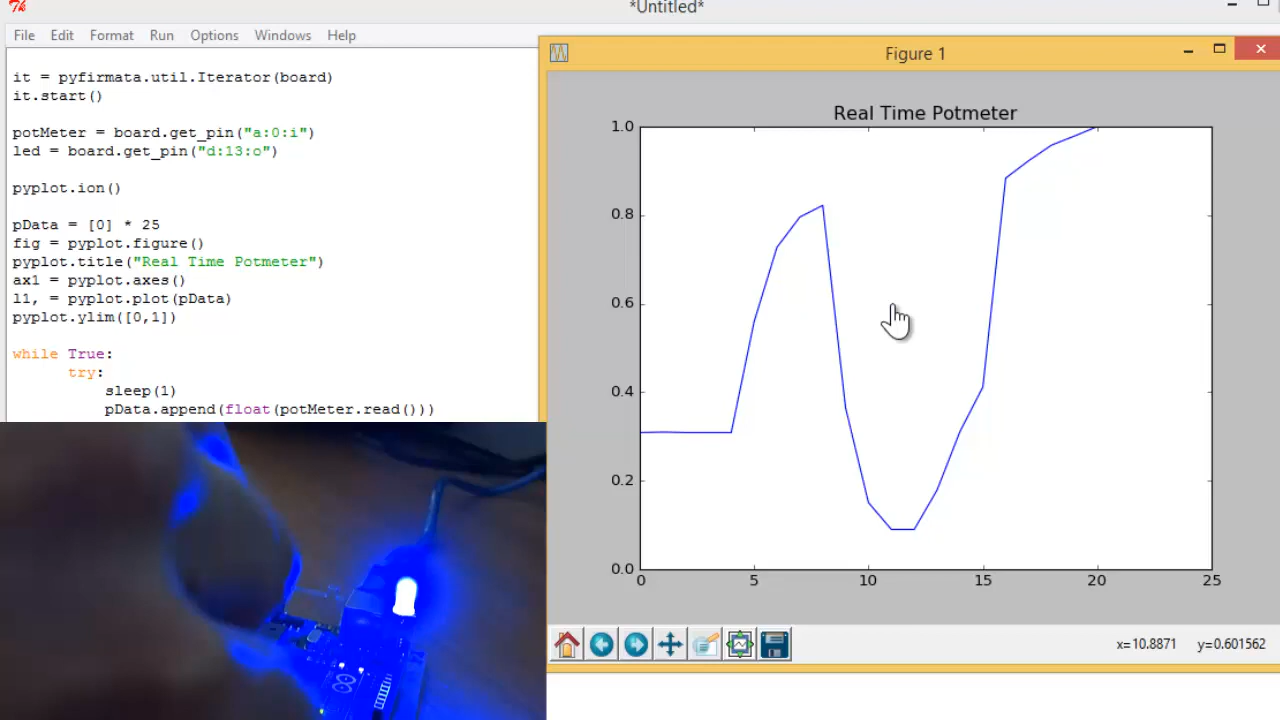 *Untitled*
File Edit Format Run Options Windows Help
it = pyfirmata.util.Iterator(board)
it.start()
potMeter = board.get_pin("a:0:i")
led = board.get_pin("d:13:o")
pyplot.ion()
pData = [0] * 25
fig = pyplot.figure()
pyplot.title("Real Time Potmeter")
ax1 = pyplot.axes()
l1, = pyplot.plot(pData)
pyplot.ylim([0,1])
while True:
try:
sleep(1)
pData.append(float(potMeter.read()))
Figure 1
Real Time Potmeter
1.0
0.8
0.6
0.4
0.2
0.0
0 5 10 15 20 25
x=10.8871 y=0.601562